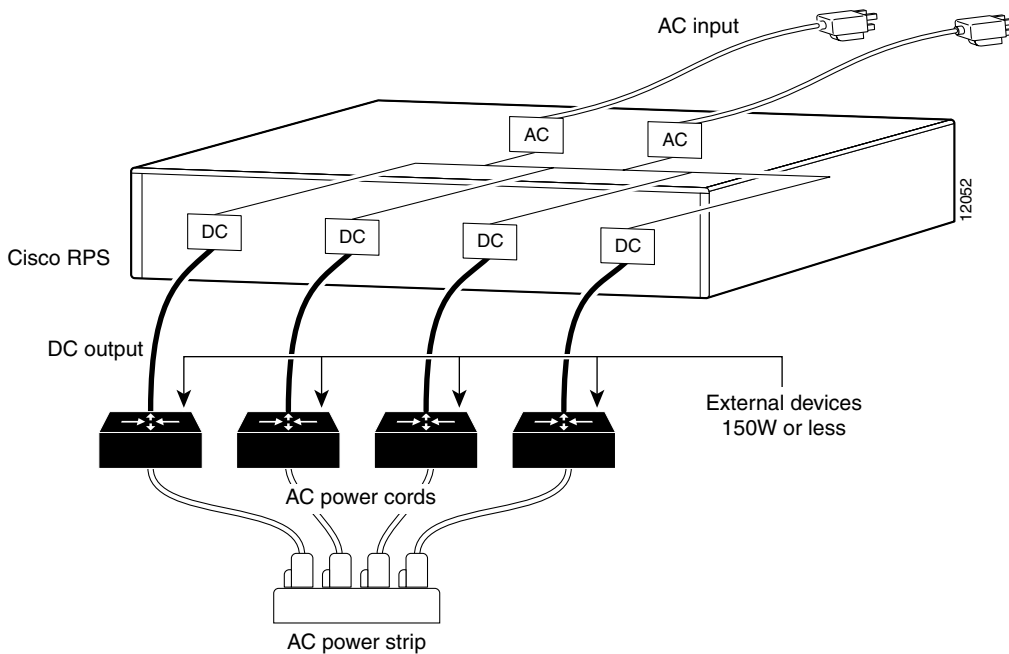 AC input
AC
AC
12052
DC
DC
DC
DC
Cisco RPS
DC output
External devices
150W or less
AC power cords
AC power strip